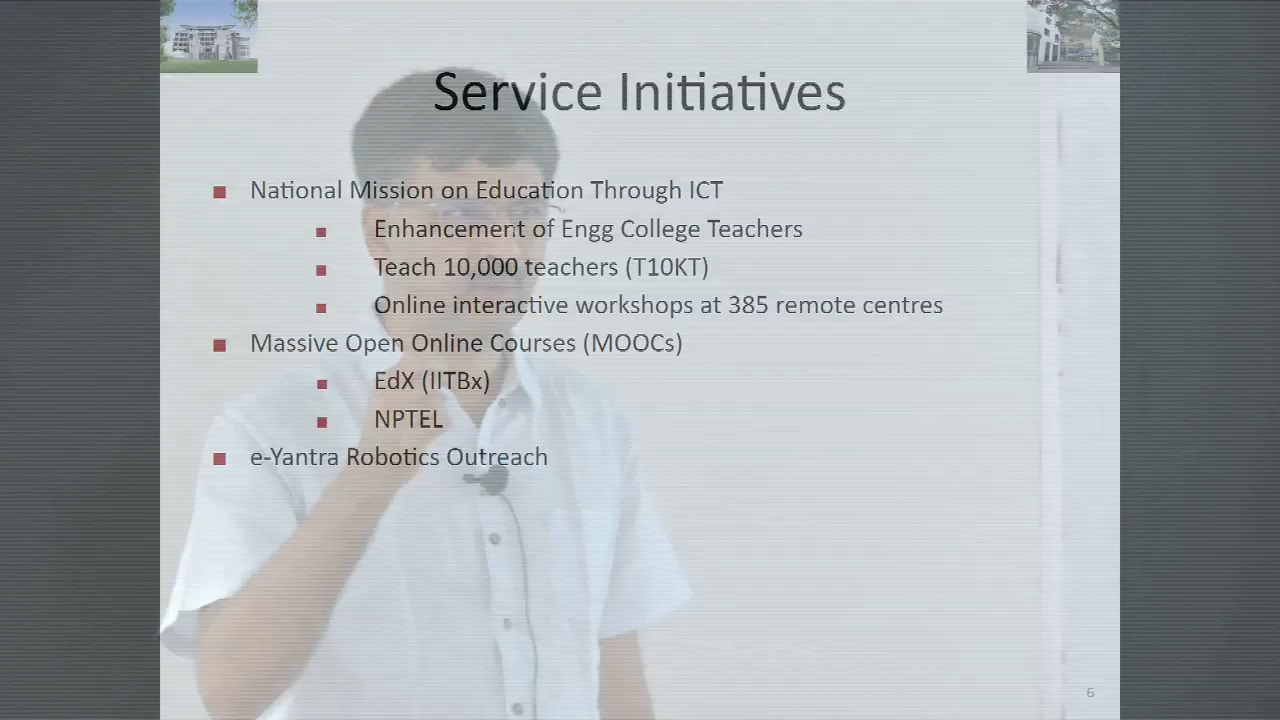 Service Initiatives
National Mission on Education Through ICT
Enhancement of Engg College Teachers
Teach 10,000 teachers (T10KT)
Online interactive workshops at 385 remote centres
Massive Open Online Courses (MOOCs)
EdX (IITBx)
NPTEL
e-Yantra Robotics Outreach
6